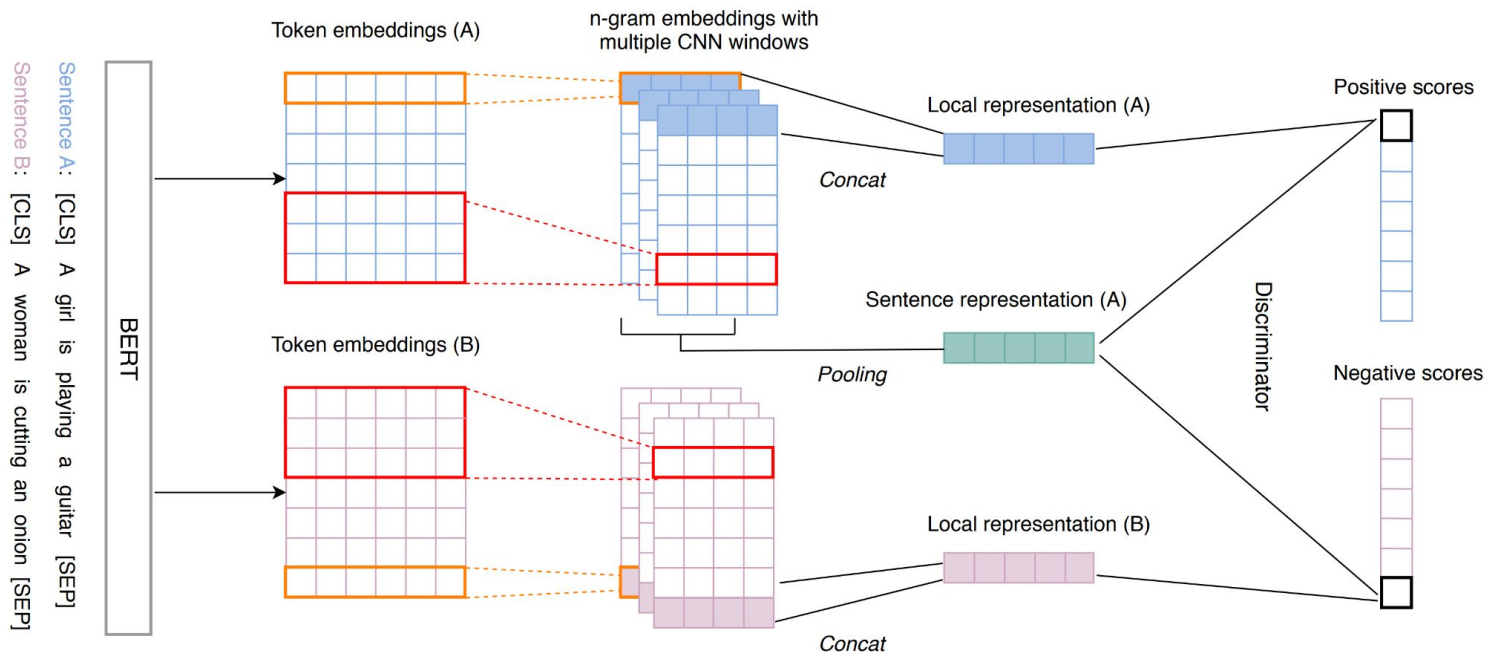 Sentence A: [CLS] A girl is playing a guitar [SEP]
Sentence B: [CLS] A woman is cutting an onion [SEP]
BERT
Token embeddings (A)
n-gram embeddings with
multiple CNN windows
Local representation (A)
Concat
Positive scores
Sentence representation (A)
Pooling
Discriminator
Token embeddings (B)
Negative scores
Local representation (B)
Concat